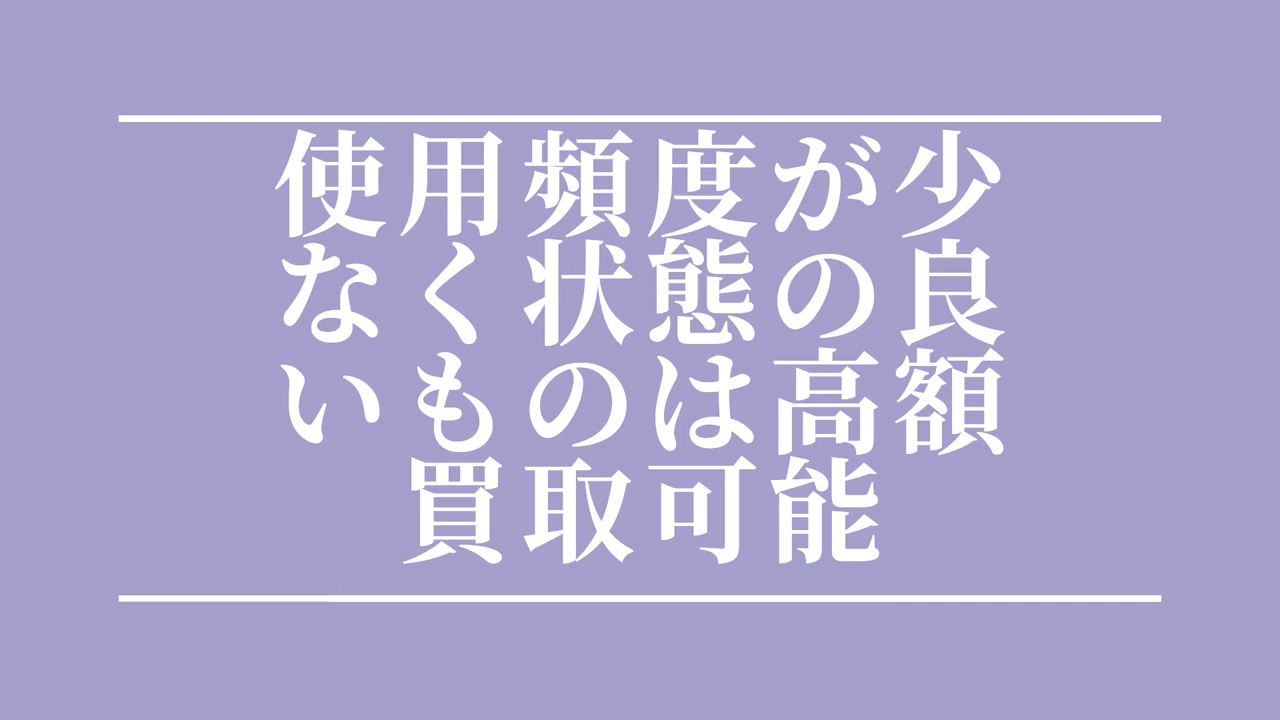 使用頻度が少
なく状態の良
いものは高額
買取可能